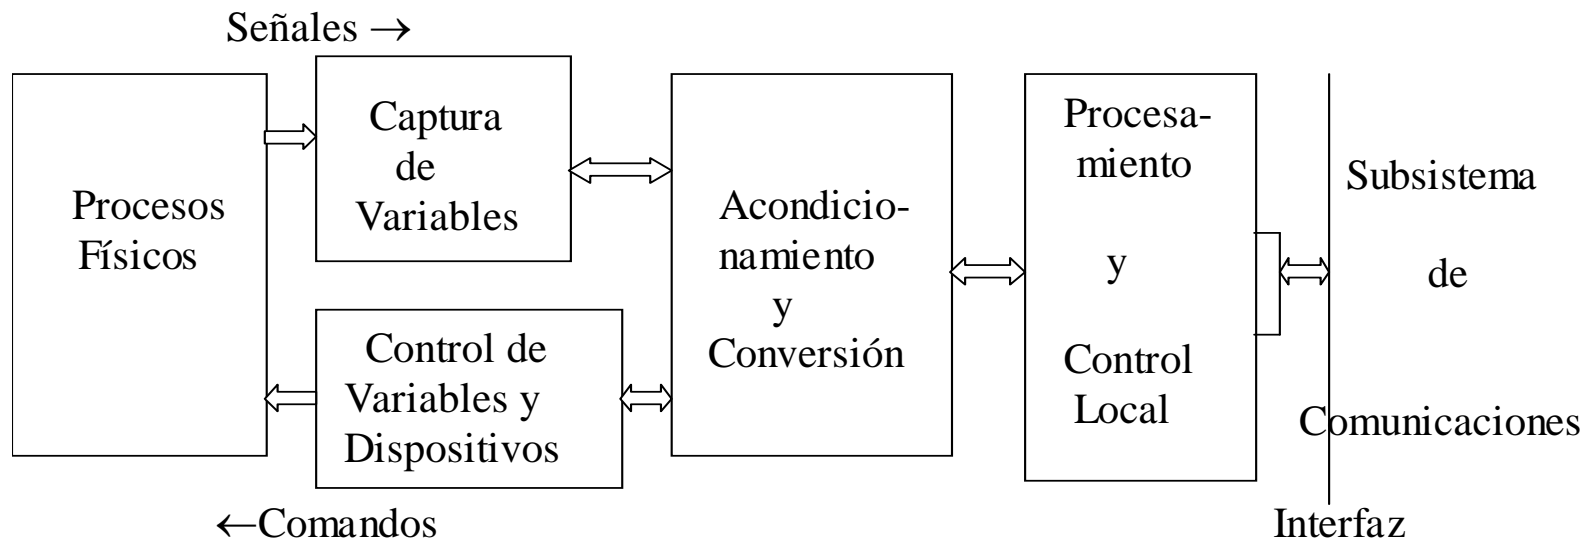 Señales →
Procesos
Físicos
Captura
de
Variables
Control de
Variables y
Dispositivos
←Comandos
Acondicio-
namiento
y
Conversión
Procesa-
miento
y
Control
Local
Subsistema
de
Comunicaciones
Interfaz